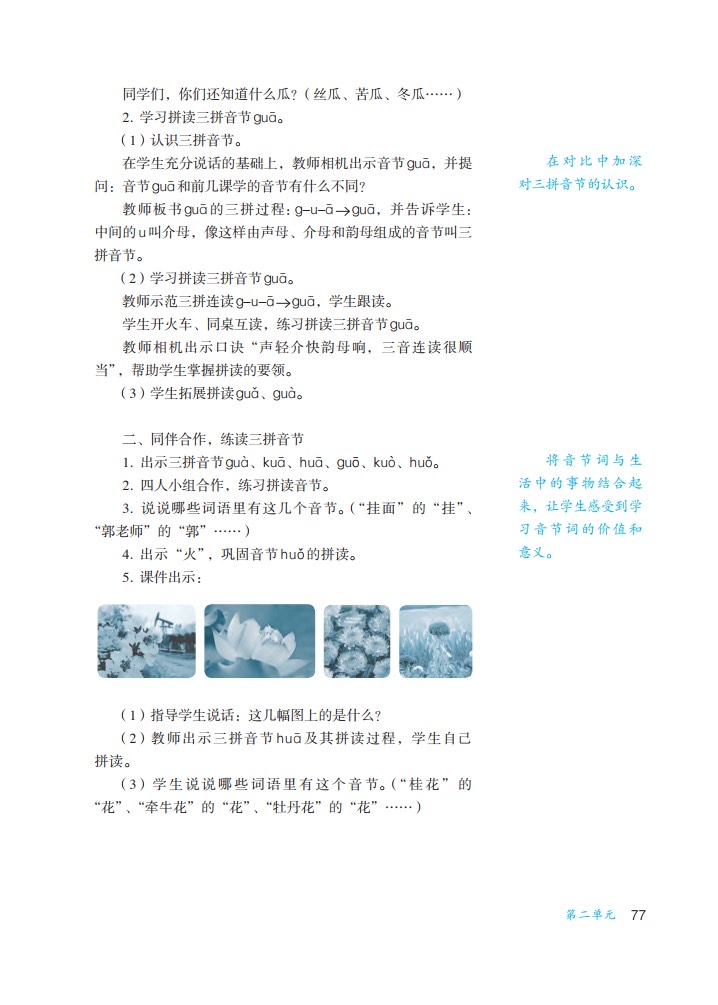 同学们，你们还知道什么瓜？（丝瓜、苦瓜、冬瓜……）
2. 学习拼读三拼音节guā。
（1）认识三拼音节。
在学生充分说话的基础上，教师相机出示音节guā，并提
问：音节guā和前几课学的音节有什么不同？
教师板书guā的三拼过程：g–u–ā→guā，并告诉学生：
中间的u叫介母，像这样由声母、介母和韵母组成的音节叫三
拼音节。
（2）学习拼读三拼音节guā。
教师示范三拼连读g–u–ā→guā，学生跟读。
学生开火车、同桌互读，练习拼读三拼音节guā。
教师相机出示口诀“声轻介快韵母响，三音连读很顺
当”，帮助学生掌握拼读的要领。
（3）学生拓展拼读guǎ、guà。
二、同伴合作，练读三拼音节
1. 出示三拼音节guà、kuā、huā、guō、kuò、huǒ。
2. 四人小组合作，练习拼读音节。
3. 说说哪些词语里有这几个音节。（“挂面”的“挂”、
“郭老师”的“郭”……）
4. 出示“火”，巩固音节huǒ的拼读。
5. 课件出示：
（1）指导学生说话：这几幅图上的是什么？
（2）教师出示三拼音节huā及其拼读过程，学生自己
拼读。
（3）学生说说哪些词语里有这个音节。（“桂花”的
“花”、“牵牛花”的“花”、“牡丹花”的“花”……）
在对比中加深
对三拼音节的认识。
将音节词与生
活中的事物结合起
来，让学生感受到学
习音节词的价值和
意义。
第二单元 77